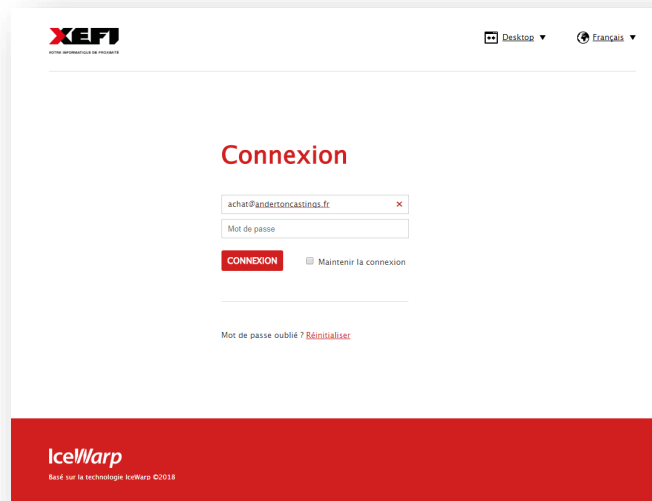 XEFI
VOTRE INFORMATIQUE DE PROXIMITÉ
Desktop ▼
Français ▼
Connexion
achat@andertoncastings.fr
Mot de passe
CONNEXION
Maintenir la connexion
Mot de passe oublié ? Réinitialiser
IceWarp
Basé sur la technologie IceWarp ©2018